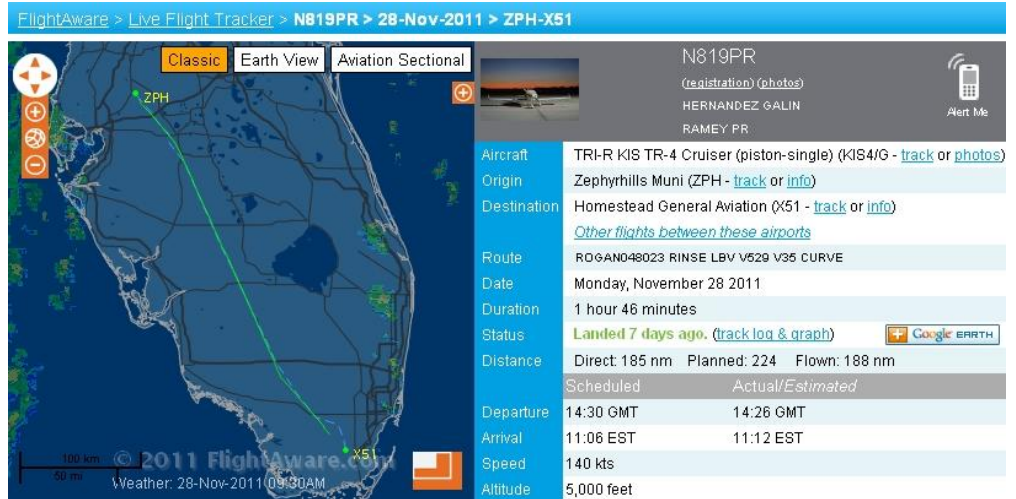 FlightAware > Live Flight Tracker > N819PR > 28-Nov-2011 > ZPH-X51
Classic
Earth View
Aviation Sectional
ZPH
X51
100 km
50 mi
© 2011 FlightAware.com
Weather: 28-Nov-2011 09:30AM
N819PR
(registration) (photos)
HERNANDEZ GALIN
RAMEY PR
Alert Me
Aircraft TRI-R KIS TR-4 Cruiser (piston-single) (KIS4/G - track or photos)
Origin Zephyrhills Muni (ZPH - track or info)
Destination Homestead General Aviation (X51 - track or info)
Other flights between these airports
Route ROGAN048023 RINSE LBV V529 V35 CURVE
Date Monday, November 28 2011
Duration 1 hour 46 minutes
Status Landed 7 days ago. (track log & graph) Google EARTH
Distance Direct: 185 nm Planned: 224 Flown: 188 nm
Scheduled Actual/Estimated
Departure 14:30 GMT 14:26 GMT
Arrival 11:06 EST 11:12 EST
Speed 140 kts
Altitude 5,000 feet